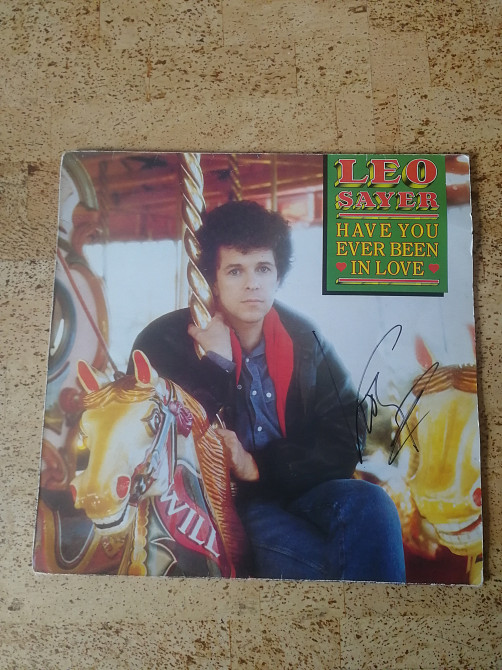 LEO
SAYER
HAVE YOU
EVER BEEN
IN LOVE
WILL